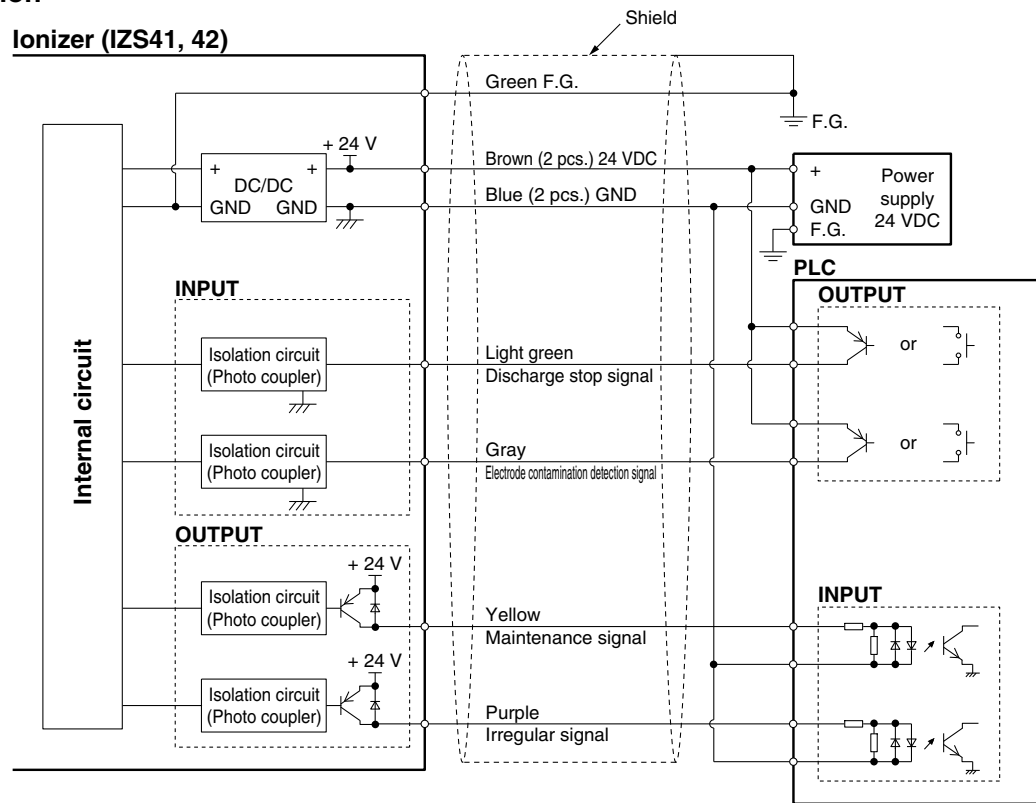 Ionizer (IZS41, 42)
Shield
Green F.G.
F.G.
+ 24 V
Brown (2 pcs.) 24 VDC
+ +
DC/DC
GND GND
Blue (2 pcs.) GND
+
Power
supply
24 VDC
GND
F.G.
PLC
INPUT
OUTPUT
Internal circuit
Isolation circuit
(Photo coupler)
Light green
Discharge stop signal
or
Isolation circuit
(Photo coupler)
Gray
Electrode contamination detection signal
or
OUTPUT
+ 24 V
Isolation circuit
(Photo coupler)
Yellow
Maintenance signal
INPUT
+ 24 V
Isolation circuit
(Photo coupler)
Purple
Irregular signal